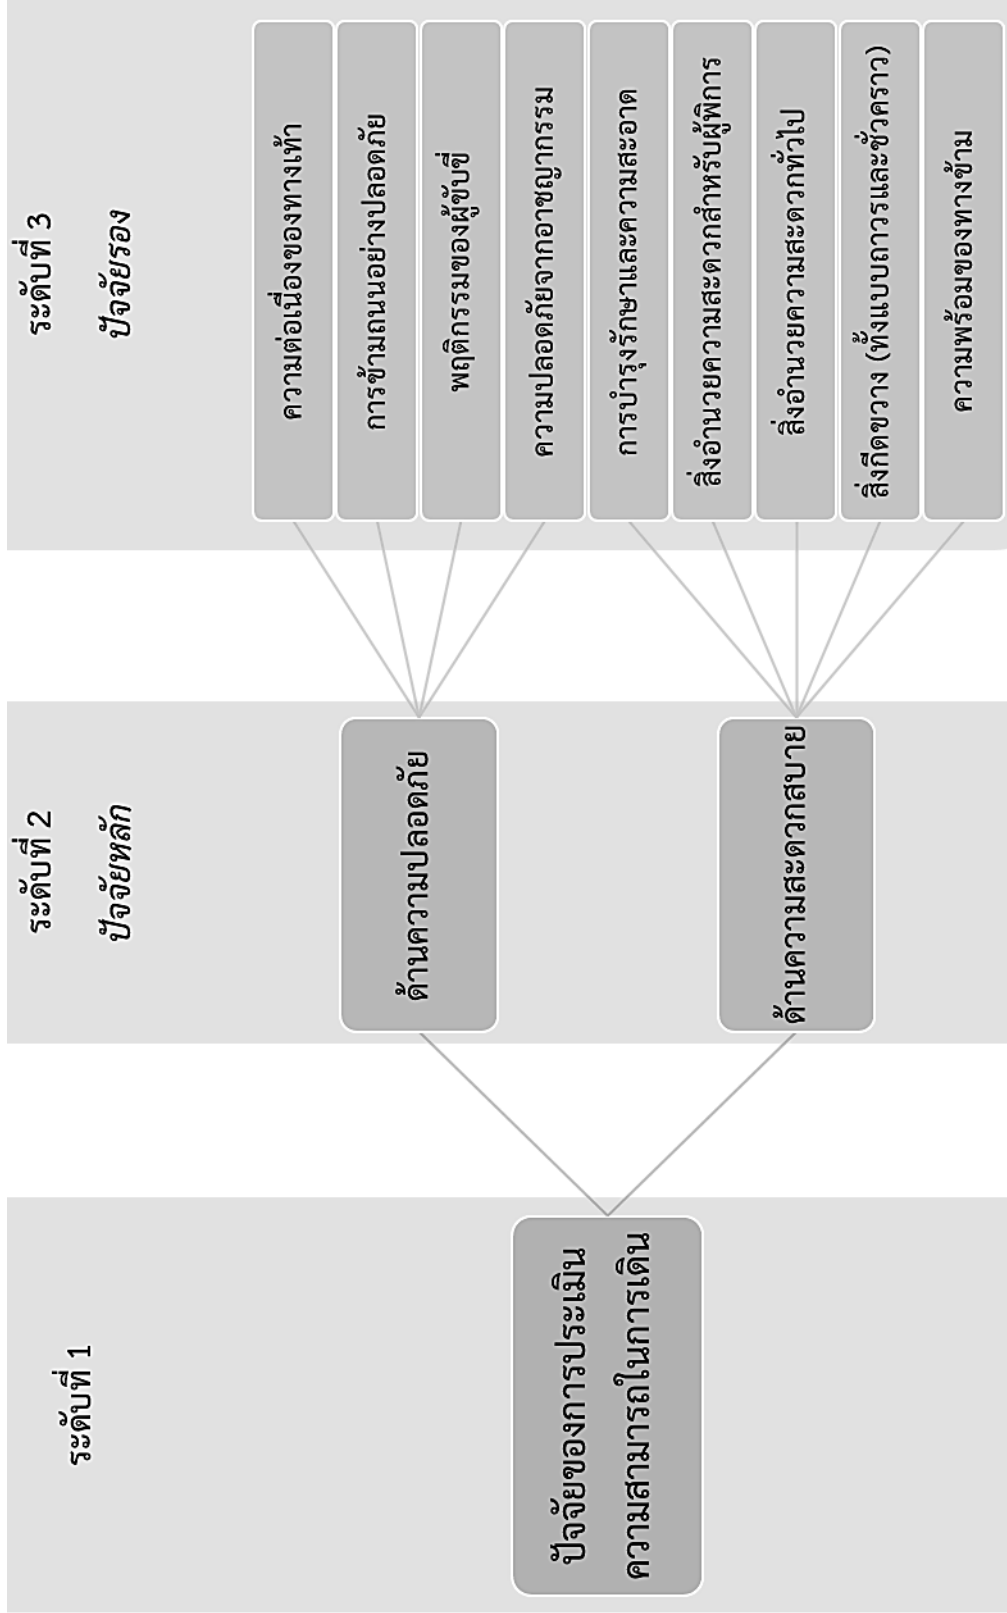 ระดับที่ 1
ระดับที่ 2
ปัจจัยหลัก
ระดับที่ 3
ปัจจัยรอง
ปัจจัยของการประเมิน
ความสามารถในการเดิน
ด้านความปลอดภัย
ด้านความสะดวกสบาย
ความต่อเนื่องของทางเท้า
การข้ามถนนอย่างปลอดภัย
พฤติกรรมของผู้ขับขี่
ความปลอดภัยจากอาชญากรรม
การบำรุงรักษาและความสะอาด
สิ่งอำนวยความสะดวกสำหรับผู้พิการ
สิ่งอำนวยความสะดวกทั่วไป
สิ่งกีดขวาง (ทั้งแบบถาวรและชั่วคราว)
ความพร้อมของทางข้าม